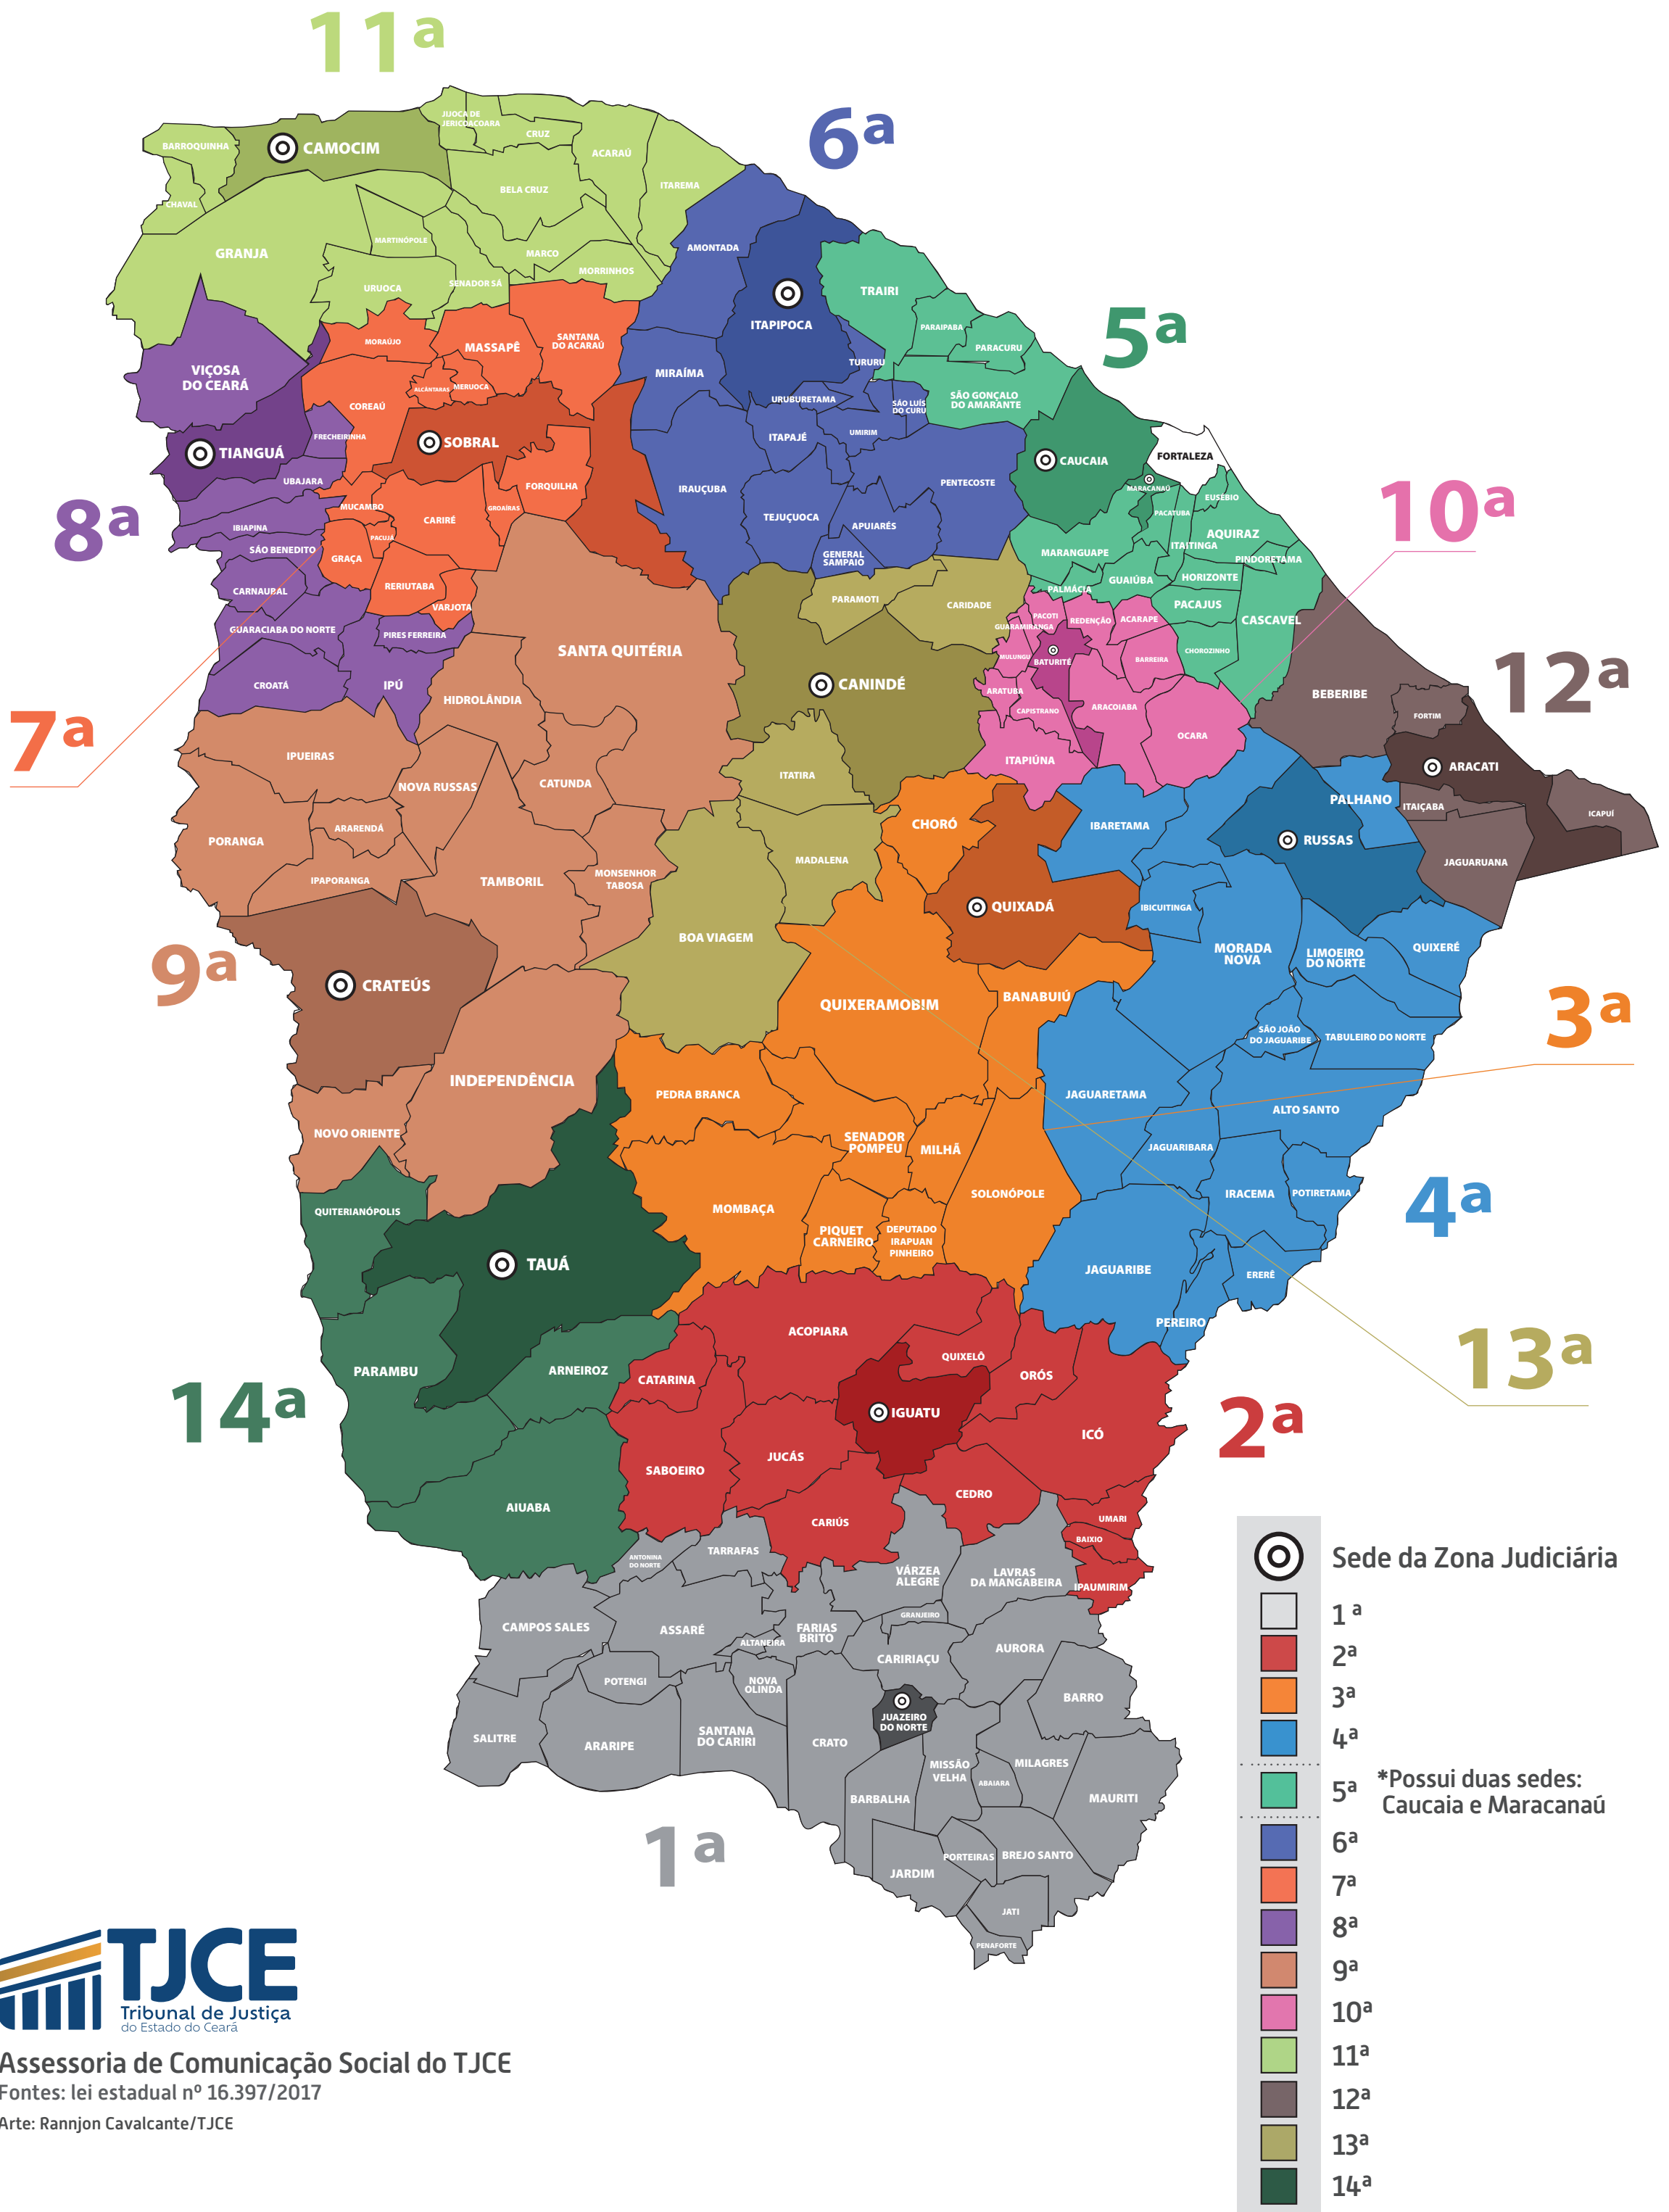 11ª
JIJOCA DE
JERICOACOARA
CRUZ
BARROQUINHA
CAMOCIM
ACARAÚ
6ª
BELA CRUZ
ITAREMA
CHAVAL
MARTINÓPOLE
GRANJA
MARCO
AMONTADA
MORRINHOS
URUOCA
SENADOR SÁ
TRAIRI
ITAPIPOCA
PARAIPABA
5ª
MORAÚJO
MASSAPÊ
SANTANA
DO ACARAÚ
PARACURU
TURURU
VIÇOSA
DO CEARÁ
MIRAÍMA
ALCÂNTARAS
MERUOCA
URUBURETAMA
SÃO LUÍS
DO CURU
SÃO GONÇALO
DO AMARANTE
COREAÚ
FRECHEIRINHA
SOBRAL
ITAPAJÉ
UMIRIM
TIANGUÁ
CAUCAIA
FORTALEZA
UBAJARA
IRAUÇUBA
PENTECOSTE
MARACANAÚ
FORQUILHA
EUSEBIO
10ª
MUCAMBO
GROAÍRAS
CARIRÉ
TEJUÇUOCA
APUIARÉS
PACATUBA
8ª
IBIAPINA
PACUJÁ
AQUIRAZ
ITAITINGA
SÃO BENEDITO
GRAÇA
GENERAL
SAMPAIO
MARANGUAPE
PINDORETAMA
CARNAUBAL
RERIUTABA
PALMÁCIA
GUAIÚBA
HORIZONTE
VARJOTA
PARAMOTI
CARIDADE
PACAJUS
PACOTI
REDENÇÃO
ACARAPE
CASCAVEL
GUARACIABA DO NORTE
PIRES FERREIRA
GUARAMIRANGA
SANTA QUITÉRIA
MULUNGU
BATURITÉ
BARREIRA
CHOROZINHO
CROATÁ
IPÚ
HIDROLÂNDIA
CANINDÉ
ARATUBA
CAPISTRANO
ARACOIABA
BEBERIBE
12ª
FORTIM
7ª
OCARA
IPUEIRAS
ITAPIÚNA
ARACATI
NOVA RUSSAS
CATUNDA
ITATIRA
PALHANO
ITAIÇABA
ICAPUÍ
PORANGA
ARARENDÁ
CHORÓ
IBARETAMA
RUSSAS
MADALENA
JAGUARUANA
IPAPORANGA
TAMBORIL
MONSENHOR
TABOSA
QUIXADÁ
IBICUITINGA
BOA VIAGEM
MORADA
NOVA
LIMOEIRO
DO NORTE
QUIXERÉ
9ª
CRATEÚS
QUIXERAMOBIM
BANABUIÚ
3ª
SÃO JOÃO
DO JAGUARIBE
TABULEIRO DO NORTE
INDEPENDÊNCIA
PEDRA BRANCA
JAGUARETAMA
ALTO SANTO
NOVO ORIENTE
SENADOR
POMPEU
MILHÃ
JAGUARIBARA
4ª
QUITERIANÓPOLIS
MOMBAÇA
SOLONÓPOLE
IRACEMA
POTIRETAMA
PIQUET
CARNEIRO
DEPUTADO
IRAPUAN
PINHEIRO
TAUÁ
JAGUARIBE
ERERÊ
PEREIRO
ACOPIARA
13ª
QUIXELÔ
PARAMBU
ARNEIROZ
CATARINA
ORÓS
14ª
IGUATU
2ª
ICÓ
JUCÁS
SABOEIRO
CEDRO
AIUABA
CARIÚS
UMARI
BAIXIO
TARRAFAS
ANTONINA
DO NORTE
VÁRZEA
ALEGRE
LAVRAS
DA MANGABEIRA
IPAUMIRIM
GRANJEIRO
CAMPOS SALES
ASSARÉ
FARIAS
BRITO
ALTANEIRA
AURORA
CARIRIAÇU
POTENGI
NOVA
OLINDA
BARRO
JUAZEIRO
DO NORTE
SALITRE
ARARIPE
SANTANA
DO CARIRI
CRATO
MISSÃO
VELHA
MILAGRES
ABAIARA
BARBALHA
MAURITI
1ª
PORTEIRAS
BREJO SANTO
JARDIM
JATI
PENAFORTE
Sede da Zona Judiciária
1ª
2ª
3ª
4ª
5ª
*Possui duas sedes:
Caucaia e Maracanaú
6ª
7ª
8ª
9ª
10ª
11ª
12ª
13ª
14ª
TJCE
Tribunal de Justiça
do Estado do Ceará
Assessoria de Comunicação Social do TJCE
Fontes: lei estadual nº 16.397/2017
Arte: Rannjon Cavalcante/TJCE